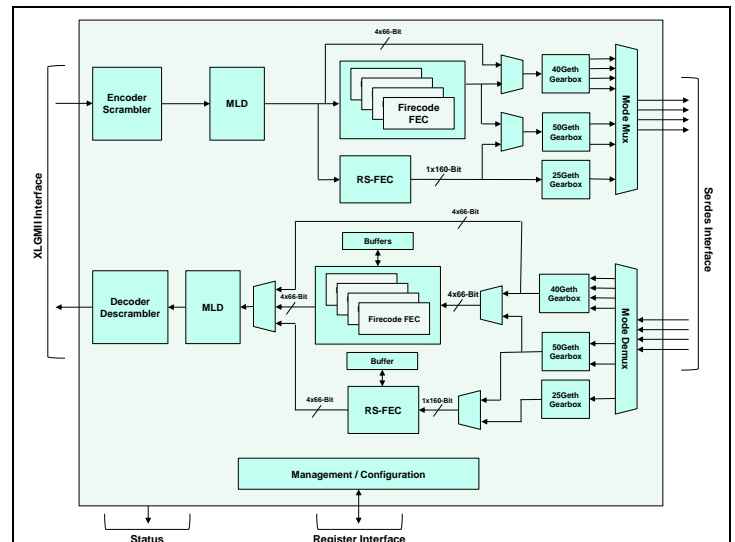 4x66-Bit
Encoder
Scrambler
MLD
Firecode
FEC
40Geth
Gearbox
50Geth
Gearbox
25Geth
Gearbox
Mode Mux
RS-FEC
1x160-Bit
XLGMII Interface
Serdes Interface
4x66-Bit
Buffers
Decoder
Descrambler
MLD
4x66-Bit
Firecode FEC
4x66-Bit
40Geth
Gearbox
50Geth
Gearbox
25Geth
Gearbox
Mode Demux
Buffer
4x66-Bit
RS-FEC
1x160-Bit
Management / Configuration
Status
Register Interface